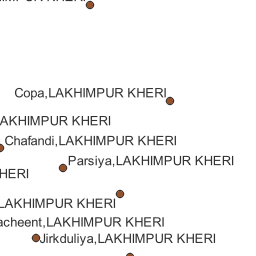 Copa,LAKHIMPUR KHERI
LAKHIMPUR KHERI
Chafandi,LAKHIMPUR KHERI
Parsiya,LAKHIMPUR KHERI
KHERI
LAKHIMPUR KHERI
acheent,LAKHIMPUR KHERI
Jirkduliya,LAKHIMPUR KHERI